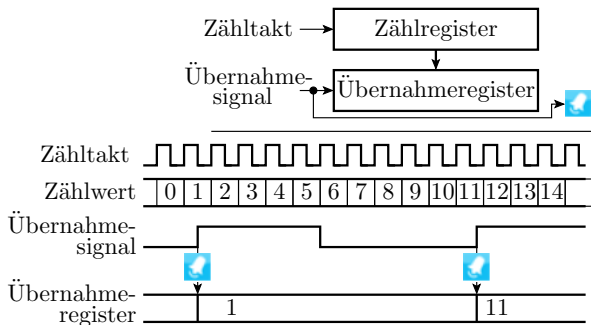 Zähltakt
Zählregister
Übernahme-
signal
Übernahmeregister
Zähltakt
Zählwert
0 1 2 3 4 5 6 7 8 9 10 11 12 13 14
Übernahme-
signal
Übernahme-
register
1
11